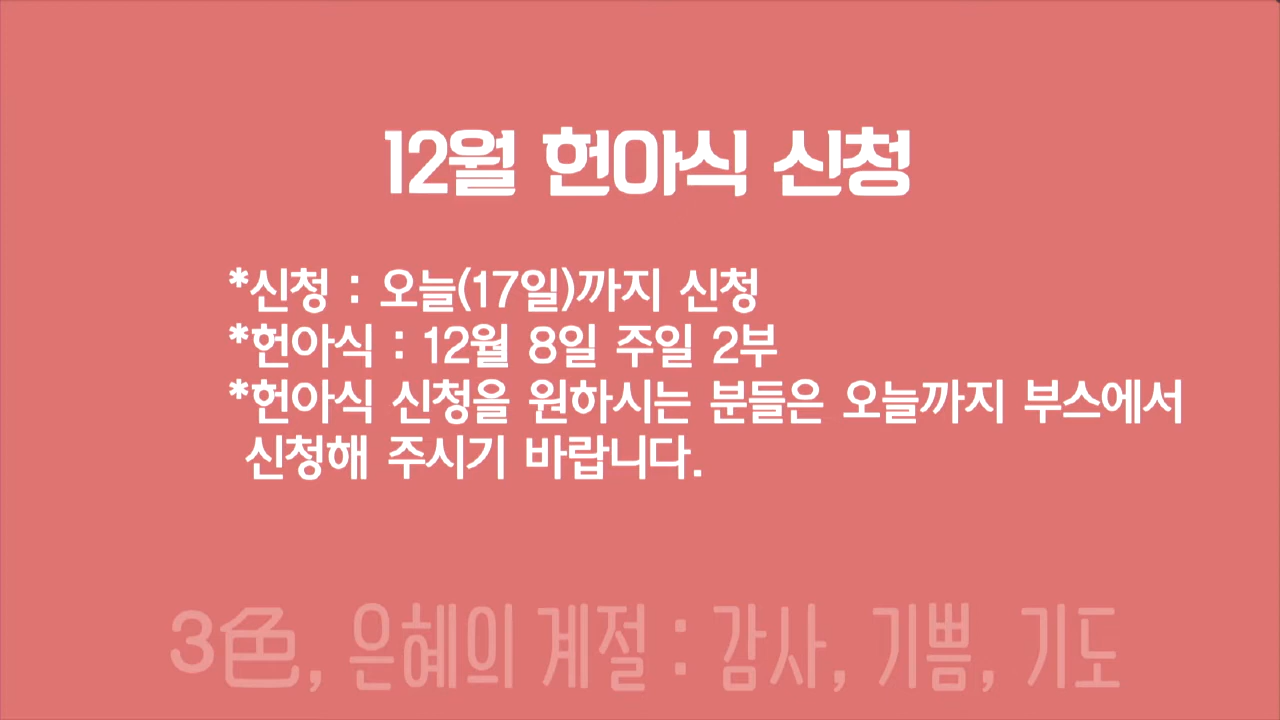 12월 헌아식 신청
*신청 : 오늘(17일)까지 신청
*헌아식 : 12월 8일 주일 2부
*헌아식 신청을 원하시는 분들은 오늘까지 부스에서
신청해 주시기 바랍니다.
3色, 은혜의 계절 : 감사, 기쁨, 기도